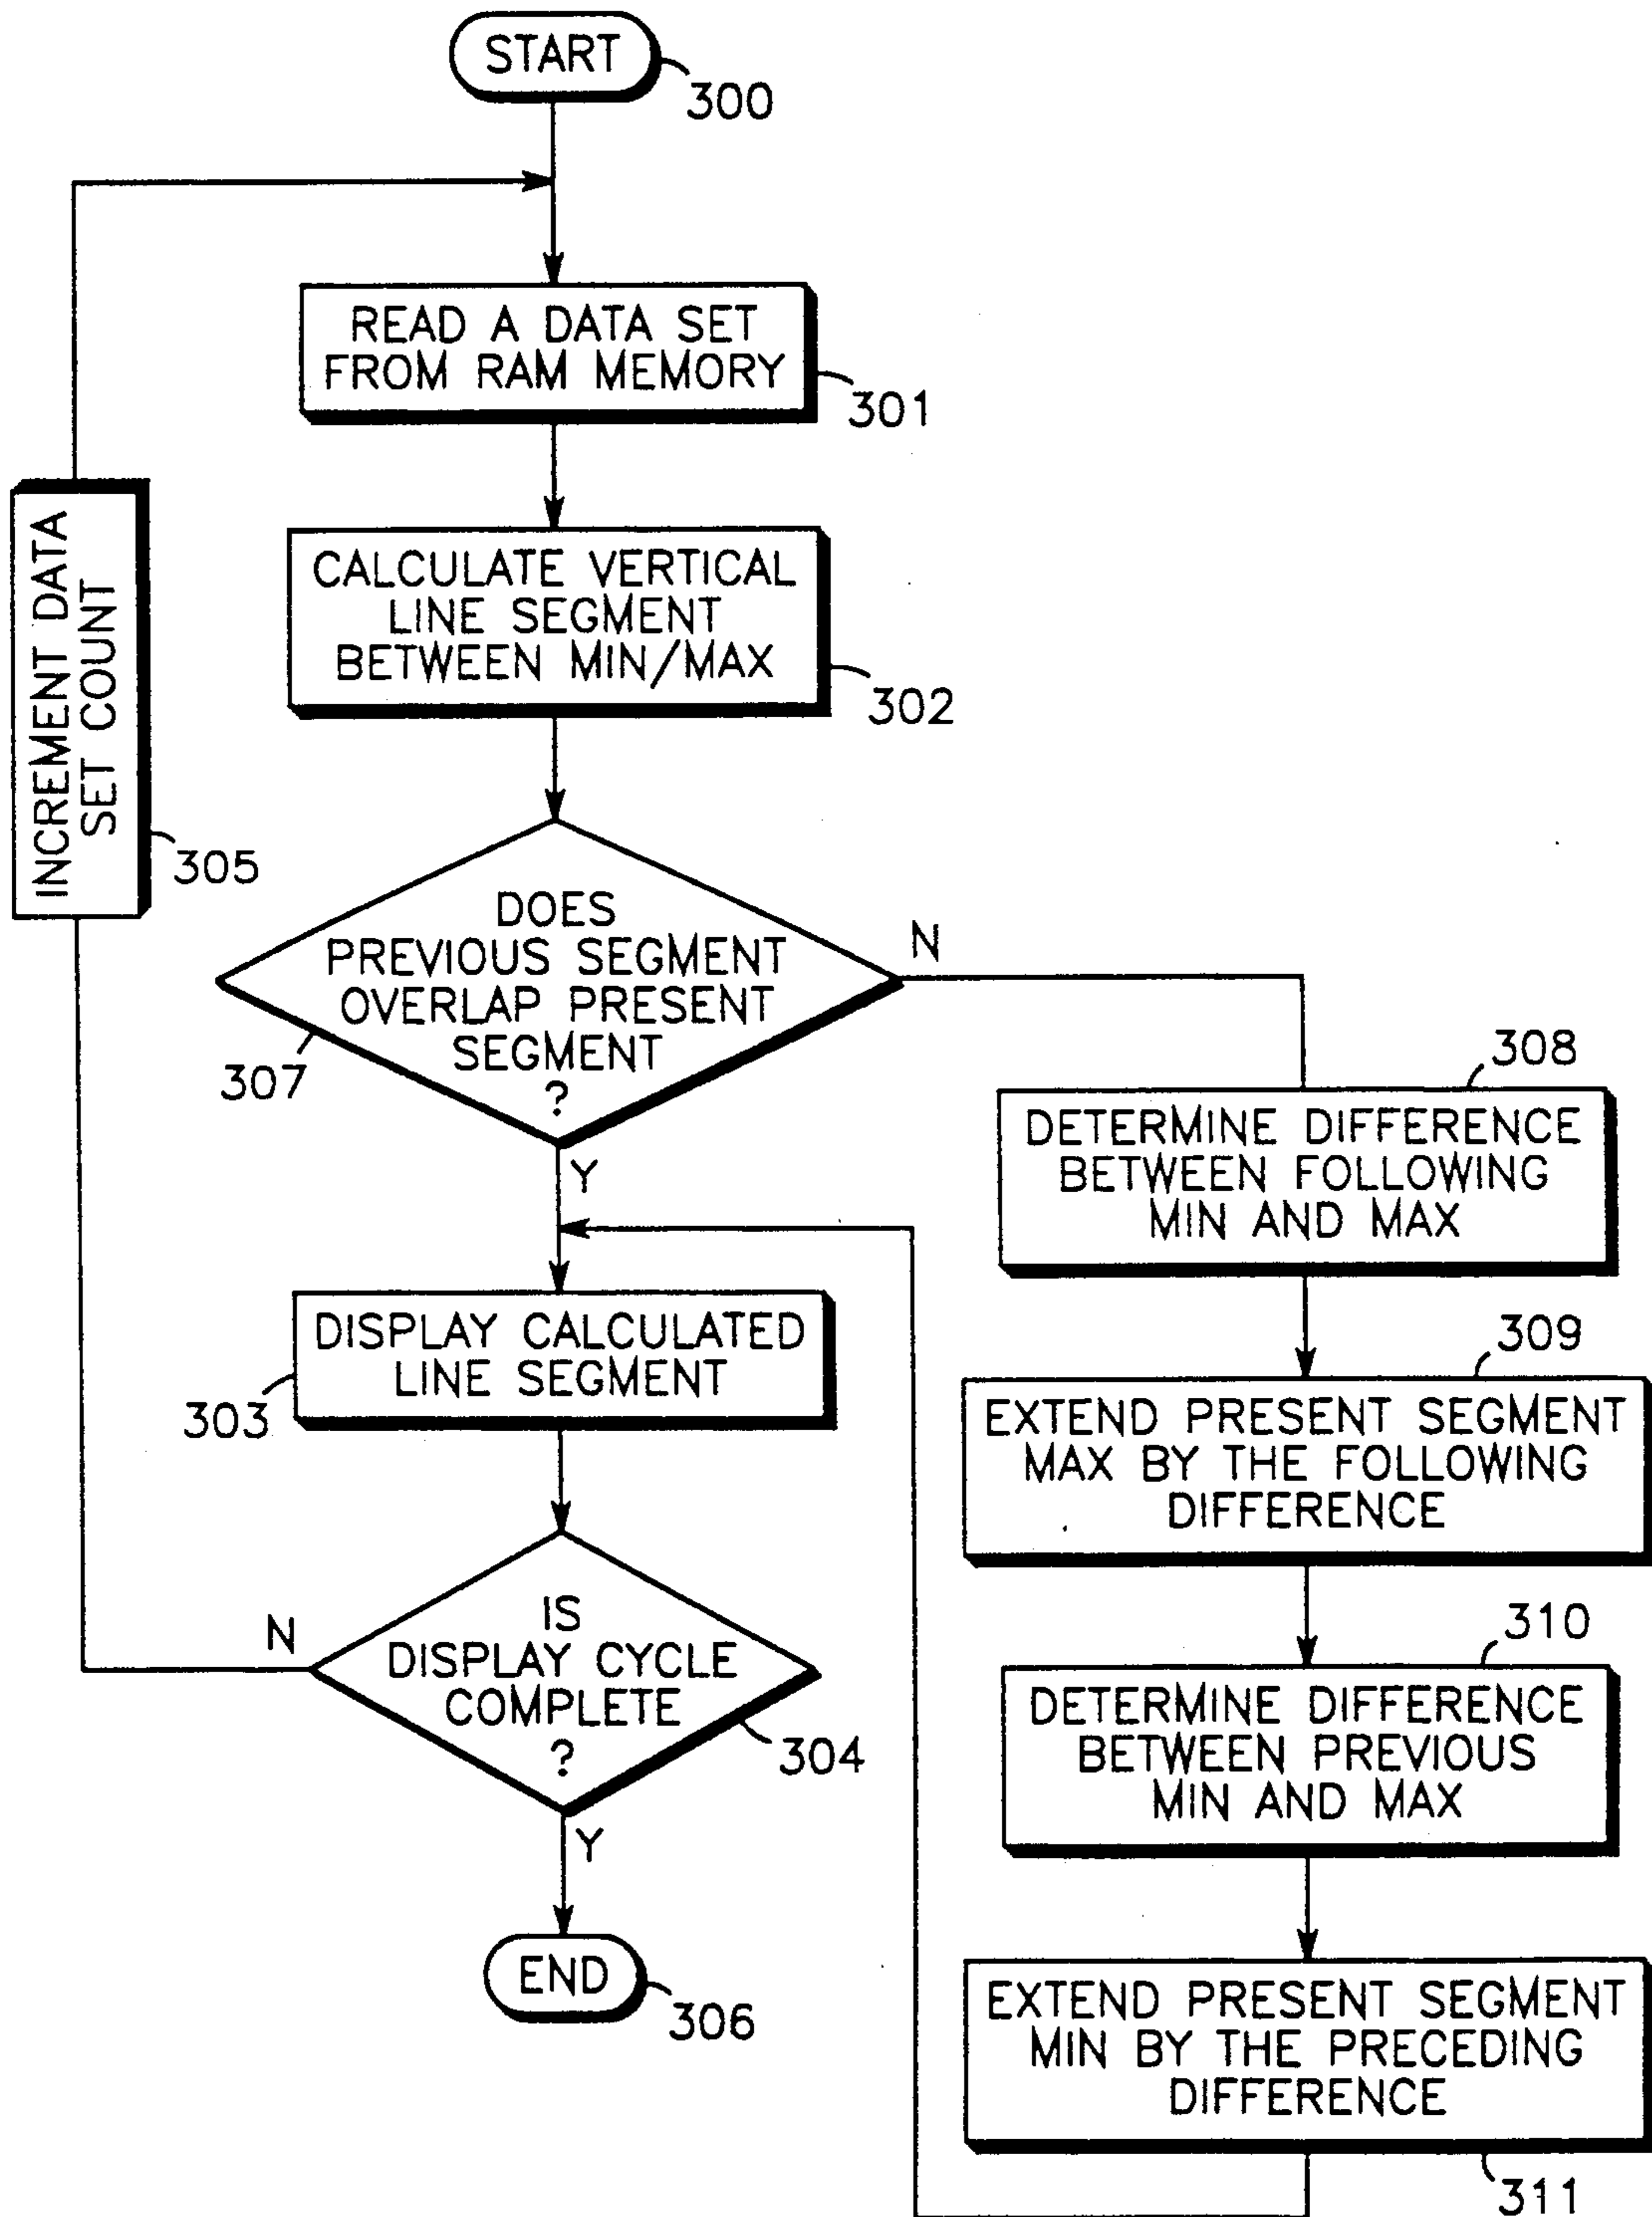 START
300
READ A DATA SET
FROM RAM MEMORY
301
CALCULATE VERTICAL
LINE SEGMENT
BETWEEN MIN/MAX
302
INCREMENT DATA
SET COUNT
305
DOES
PREVIOUS SEGMENT
OVERLAP PRESENT
SEGMENT
?
307
N
Y
308
DETERMINE DIFFERENCE
BETWEEN FOLLOWING
MIN AND MAX
309
EXTEND PRESENT SEGMENT
MAX BY THE FOLLOWING
DIFFERENCE
310
DETERMINE DIFFERENCE
BETWEEN PREVIOUS
MIN AND MAX
EXTEND PRESENT SEGMENT
MIN BY THE PRECEDING
DIFFERENCE
311
DISPLAY CALCULATED
LINE SEGMENT
303
IS
DISPLAY CYCLE
COMPLETE
?
304
N
Y
END
306